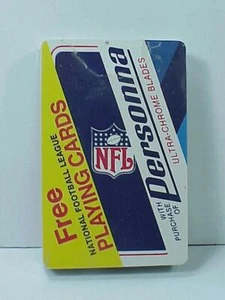 Free
NATIONAL FOOTBALL LEAGUE
PLAYING CARDS
NFL
WITH
PURCHASE
OF
Personna
ULTRA-CHROME BLADES